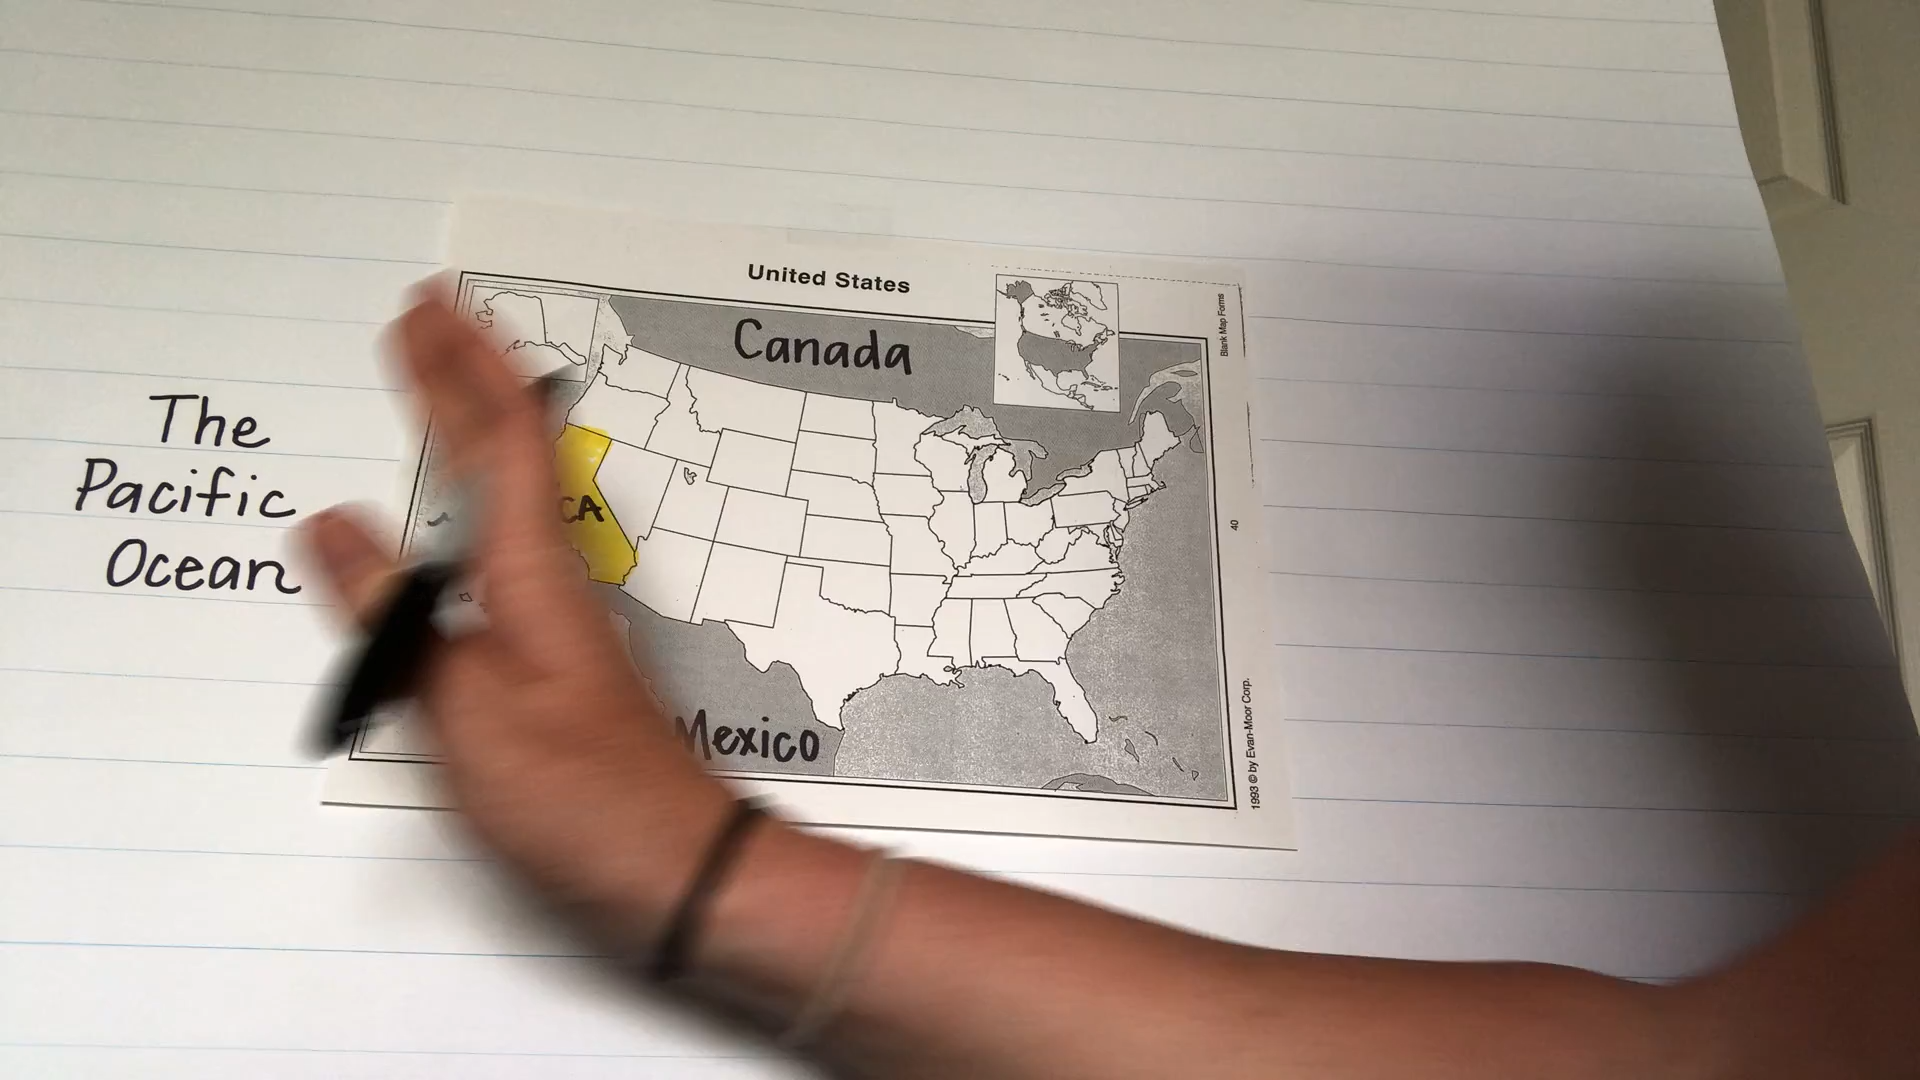 United States
Canada
The
Pacific
Ocean
CA
Mexico
Blank Map Forms
40
1993 © by Evan-Moor Corp.